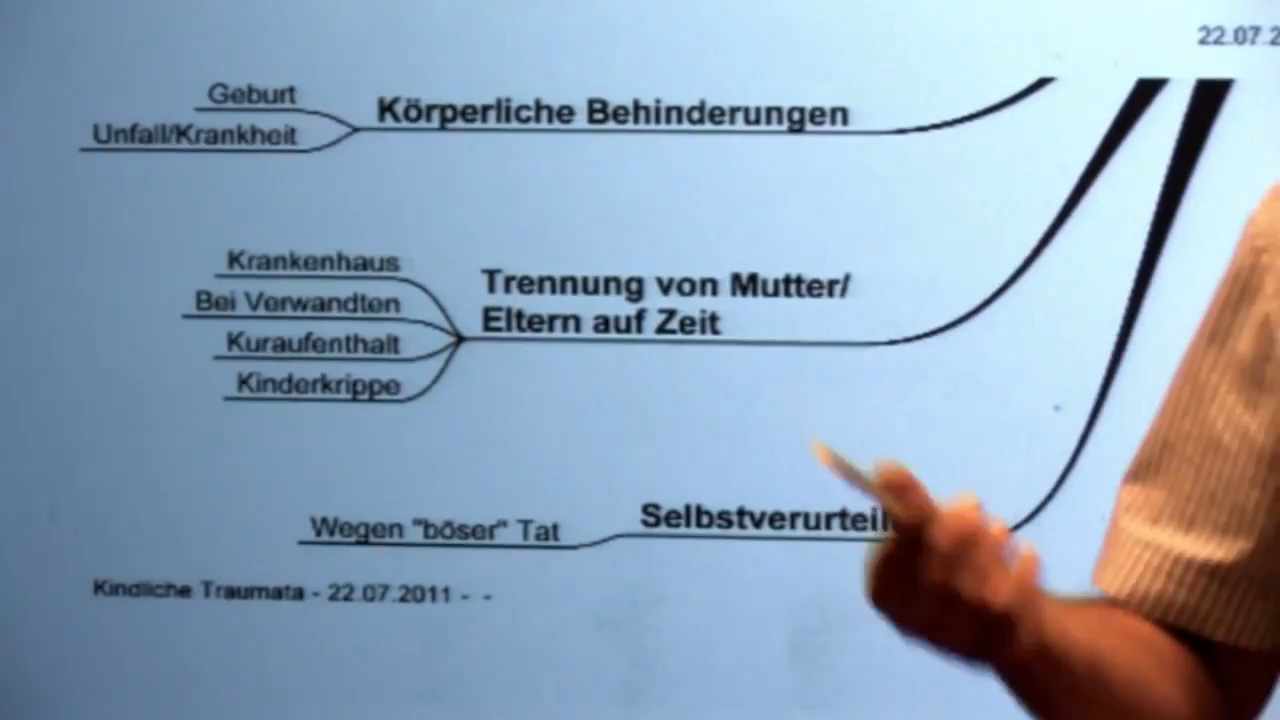 22.07.2
Geburt
Körperliche Behinderungen
Unfall/Krankheit
Krankenhaus
Trennung von Mutter/
Bei Verwandten
Eltern auf Zeit
Kuraufenthalt
Kinderkrippe
Selbstverurteil
Wegen "böser" Tat
Kindliche Traumata - 22.07.2011 - -